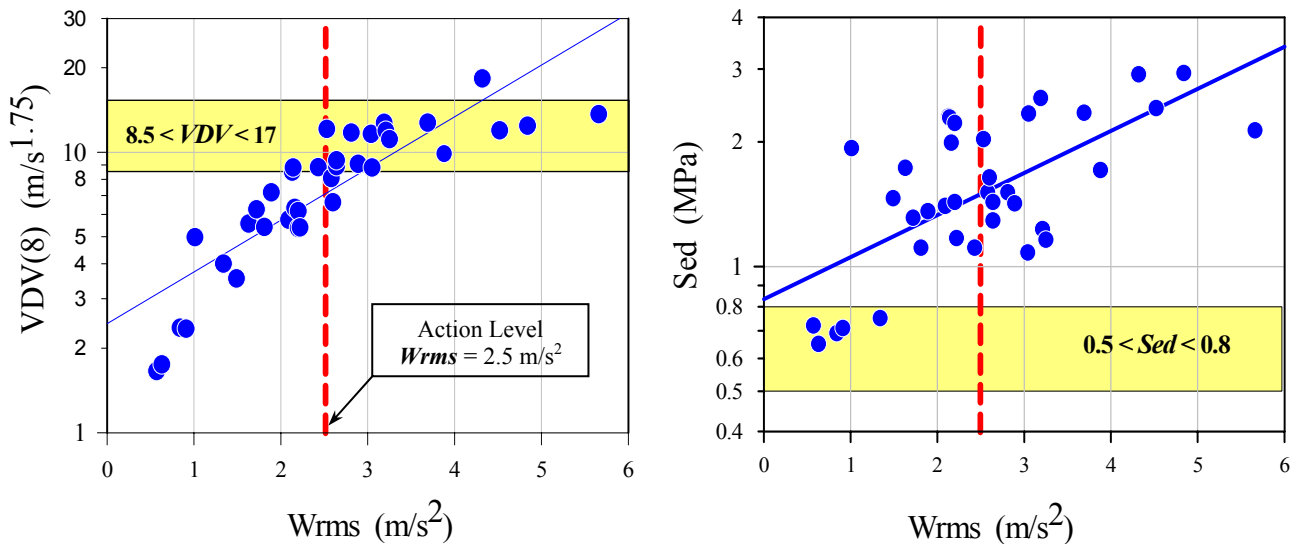 VDV(8) (m/s^1.75)
30
20
10
8
6
5
4
3
2
1
8.5 < VDV < 17
Action Level
Wrms = 2.5 m/s²
0 1 2 3 4 5 6
Wrms (m/s²)
Sed (MPa)
4
3
2
1
0.8
0.6
0.5
0.4
0.5 < Sed < 0.8
0 1 2 3 4 5 6
Wrms (m/s²)